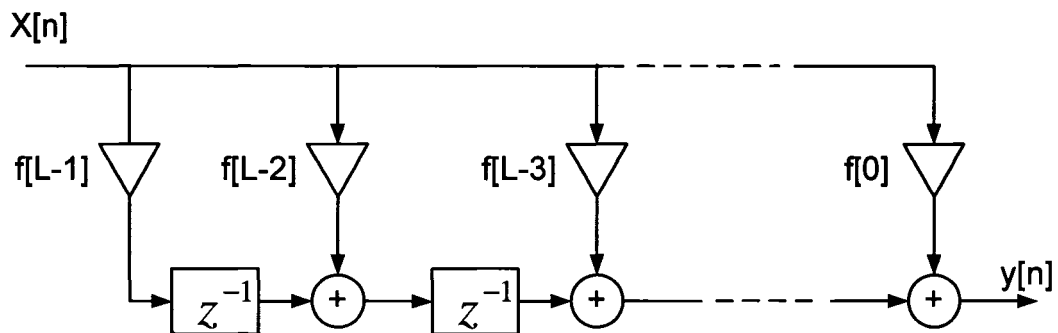 X[n]
f[L-1]
f[L-2]
f[L-3]
f[0]
z^{-1}
+
z^{-1}
+
+
y[n]